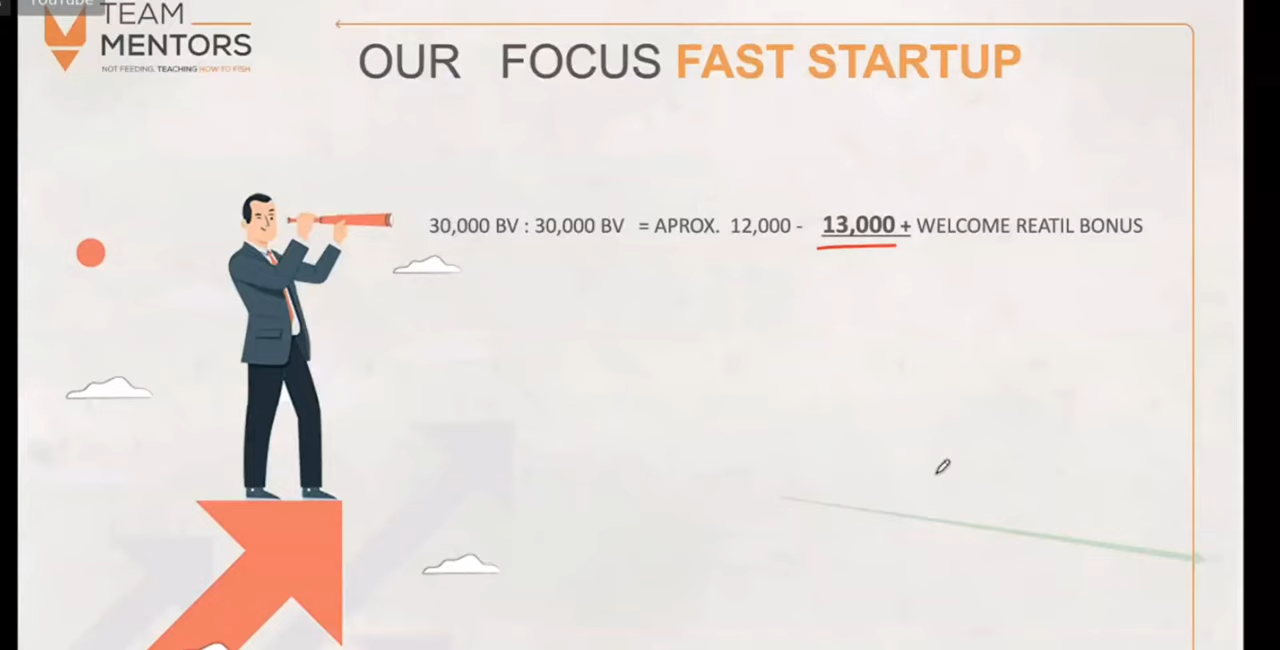 YouTube
TEAM
MENTORS
NOT FEEDING. TEACHING HOW TO FISH
OUR FOCUS FAST STARTUP
30,000 BV : 30,000 BV = APROX. 12,000 - 13,000 + WELCOME REATIL BONUS